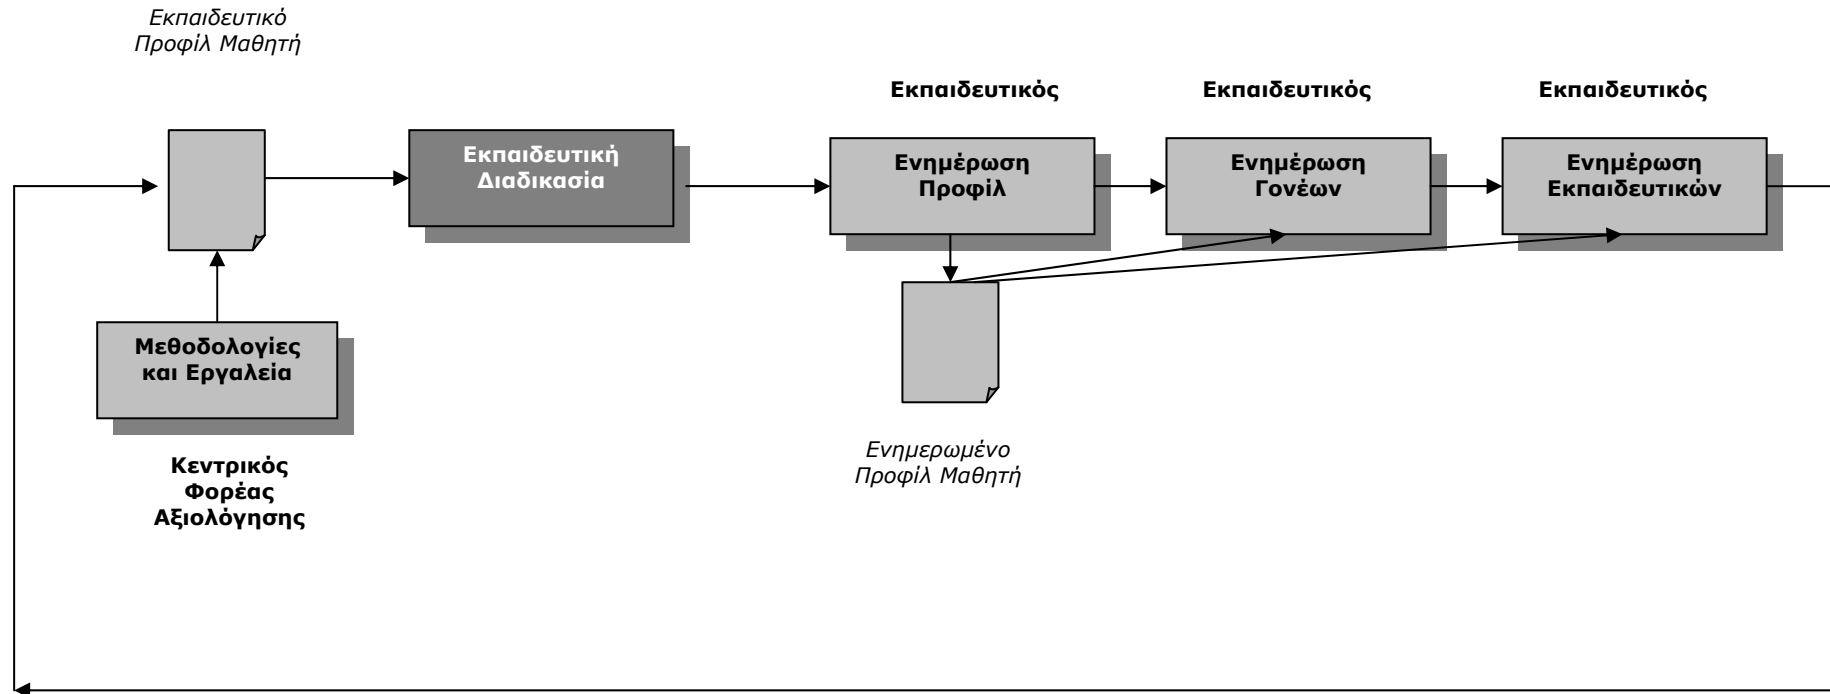 Εκπαιδευτικό
Προφίλ Μαθητή
Εκπαιδευτικός
Εκπαιδευτικός
Εκπαιδευτικός
Εκπαιδευτική
Διαδικασία
Ενημέρωση
Προφίλ
Ενημέρωση
Γονέων
Ενημέρωση
Εκπαιδευτικών
Μεθοδολογίες
και Εργαλεία
Κεντρικός
Φορέας
Αξιολόγησης
Ενημερωμένο
Προφίλ Μαθητή